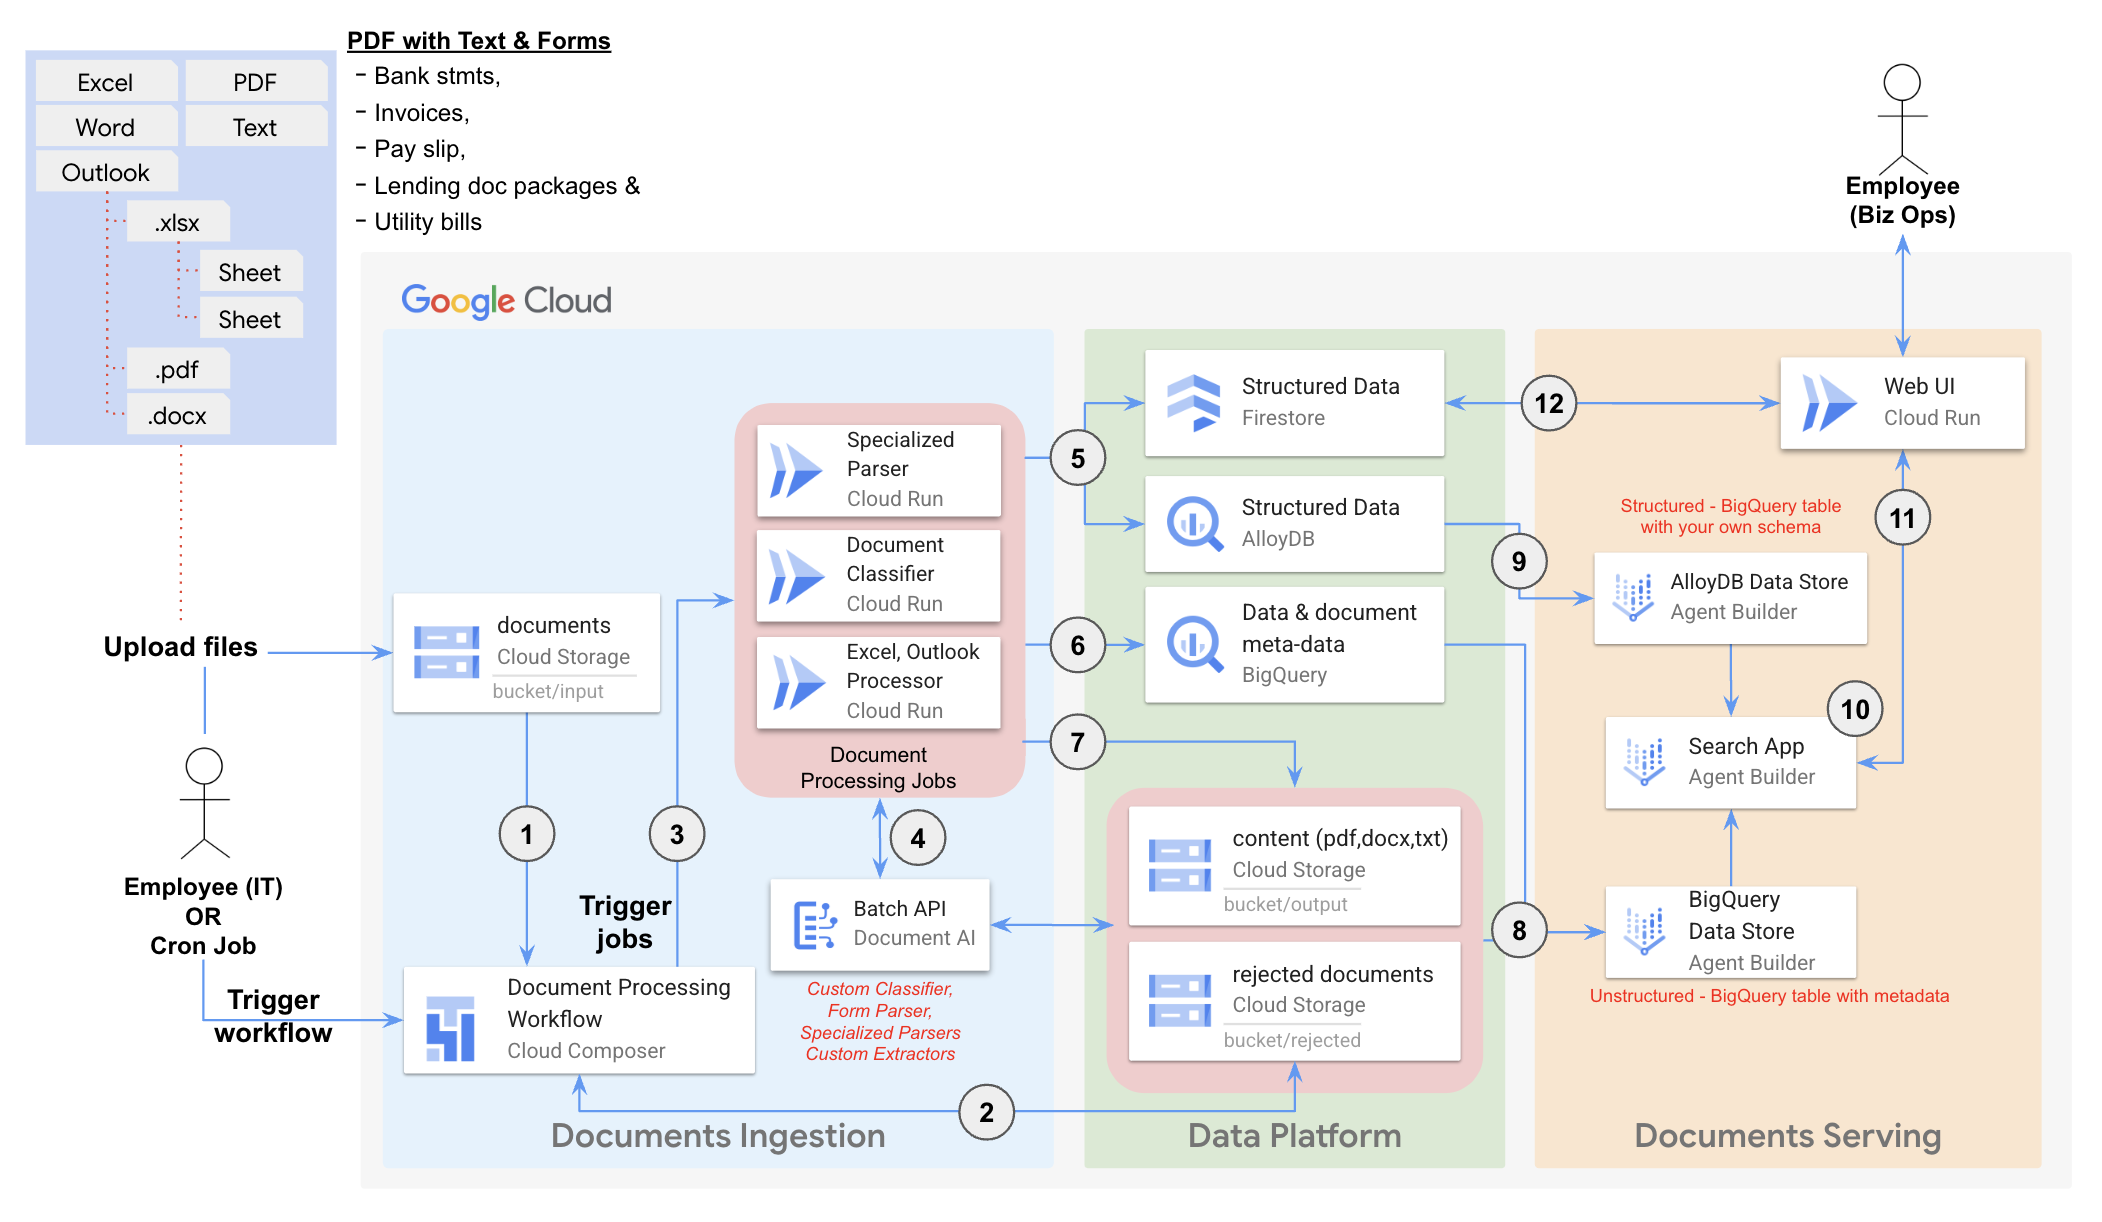 PDF with Text & Forms
- Bank stmts,
- Invoices,
- Pay slip,
- Lending doc packages &
- Utility bills
Excel
PDF
Word
Text
Outlook
.xlsx
Sheet
Sheet
.pdf
.docx
Upload files
Employee (IT)
OR
Cron Job
Trigger
workflow
Employee
(Biz Ops)
Google Cloud
documents
Cloud Storage
bucket/input
1
Document Processing
Workflow
Cloud Composer
Trigger
jobs
3
Specialized
Parser
Cloud Run
Document
Classifier
Cloud Run
Excel, Outlook
Processor
Cloud Run
Document
Processing Jobs
4
Batch API
Document AI
Custom Classifier,
Form Parser,
Specialized Parsers
Custom Extractors
2
Documents Ingestion
5
6
7
Structured Data
Firestore
Structured Data
AlloyDB
Data & document
meta-data
BigQuery
content (pdf,docx,txt)
Cloud Storage
bucket/output
rejected documents
Cloud Storage
bucket/rejected
Data Platform
12
9
8
Web UI
Cloud Run
Structured - BigQuery table
with your own schema
11
AlloyDB Data Store
Agent Builder
10
Search App
Agent Builder
BigQuery
Data Store
Agent Builder
Unstructured - BigQuery table with metadata
Documents Serving